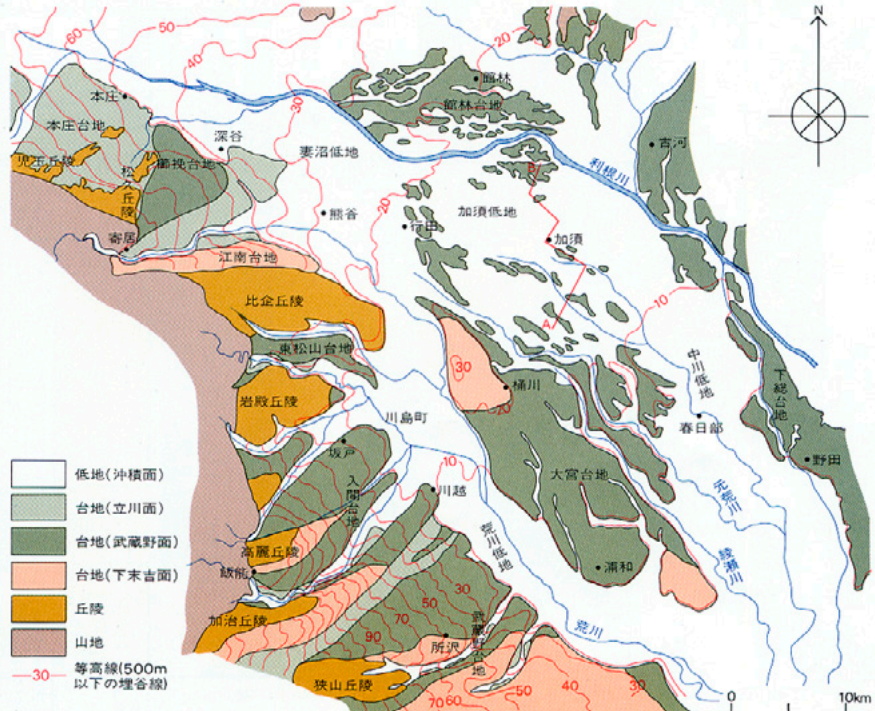 N
60
50
40
20
館林
本庄
30
館林台地
本庄台地
深谷
妻沼低地
古河
児玉丘陵
櫛挽台地
利根川
松久丘陵
B
20
加須低地
熊谷
行田
加須
寄居
江南台地
10
比企丘陵
A
東松山台地
30
中川低地
桶川
20
下総台地
岩殿丘陵
川島町
春日部
坂戸
大宮台地
野田
入間台地
10
川越
元荒川
荒川低地
綾瀬川
高麗丘陵
飯能
浦和
50
30
70
武蔵野台地
加治丘陵
90
所沢
荒川
狭山丘陵
50
40
30
70
60
低地(沖積面)
台地(立川面)
台地(武蔵野面)
台地(下末吉面)
丘陵
山地
30
等高線(500m
以下の埋谷線)
0
10km